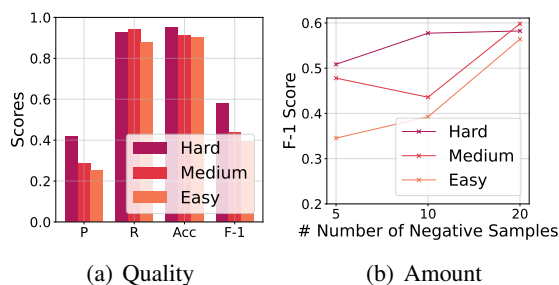 1.0
0.8
0.6
0.4
0.2
0.0
Scores
Hard
Medium
Easy
P R Acc F-1
(a) Quality
0.6
0.5
0.4
0.3
0.2
F-1 Score
Hard
Medium
Easy
5 10 20
# Number of Negative Samples
(b) Amount